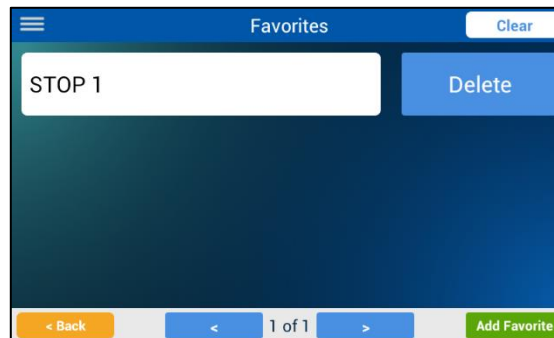 Favorites
Clear
STOP 1
Delete
< Back
<
1 of 1
>
Add Favorite